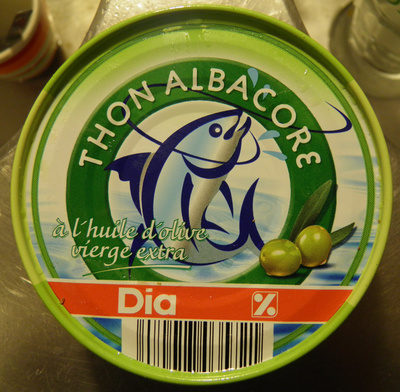 THON ALBACORE
à l'huile d'olive
vierge extra
Dia %